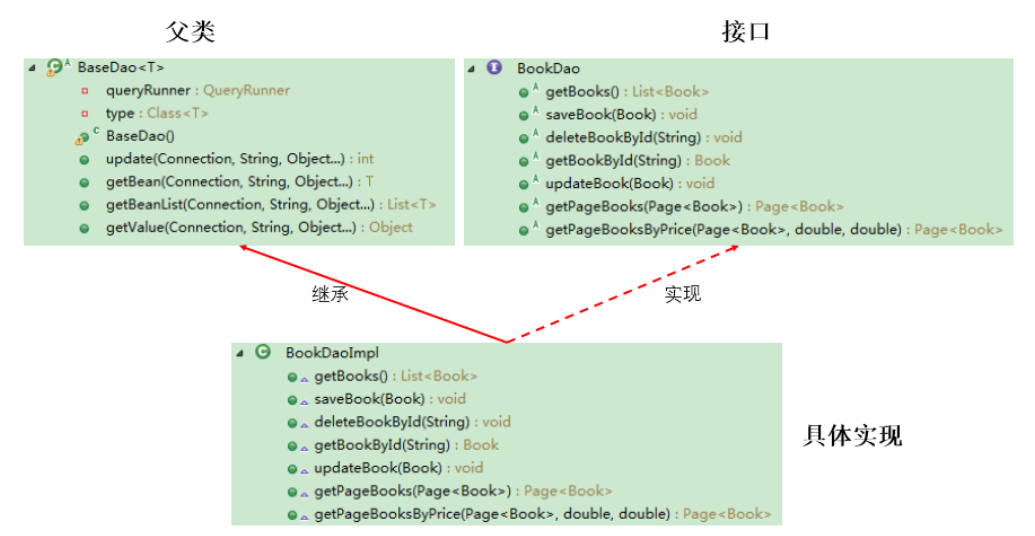 父类
BaseDao<T>
queryRunner : QueryRunner
type : Class<T>
BaseDao()
update(Connection, String, Object...) : int
getBean(Connection, String, Object...) : T
getBeanList(Connection, String, Object...) : List<T>
getValue(Connection, String, Object...) : Object
接口
BookDao
getBooks() : List<Book>
saveBook(Book) : void
deleteBookById(String) : void
getBookById(String) : Book
updateBook(Book) : void
getPageBooks(Page<Book>) : Page<Book>
getPageBooksByPrice(Page<Book>, double, double) : Page<Book>
继承
实现
BookDaoImpl
getBooks() : List<Book>
saveBook(Book) : void
deleteBookById(String) : void
getBookById(String) : Book
updateBook(Book) : void
getPageBooks(Page<Book>) : Page<Book>
getPageBooksByPrice(Page<Book>, double, double) : Page<Book>
具体实现